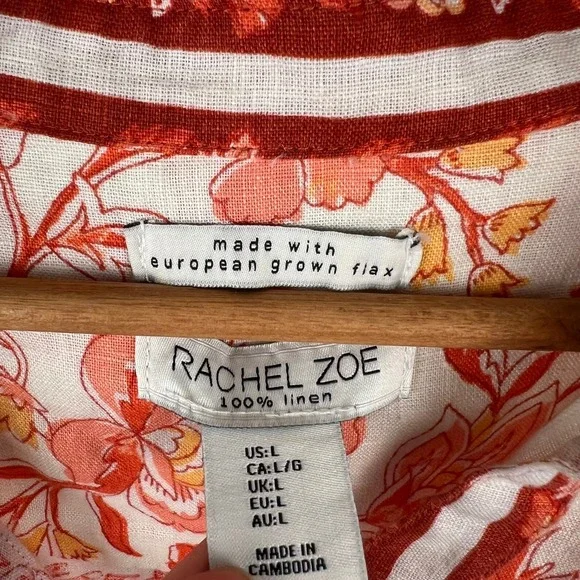 made with
european grown flax
RACHEL ZOE
100% linen
US:L
CA:L/G
UK:L
EU:L
AU:L
MADE IN
CAMBODIA